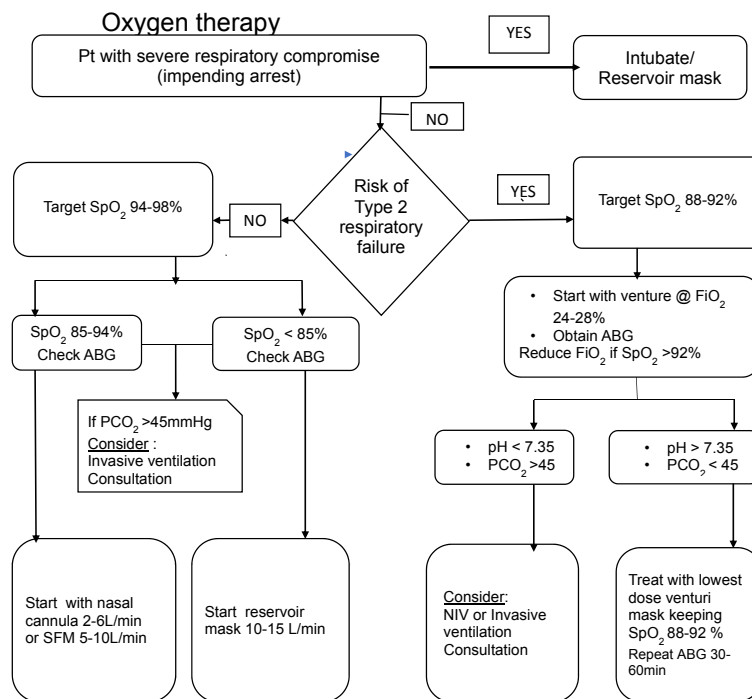 Oxygen therapy
Pt with severe respiratory compromise
(impending arrest)
YES
Intubate/
Reservoir mask
NO
Risk of
Type 2
respiratory
failure
NO
YES
Target SpO2 94-98%
Target SpO2 88-92%
SpO2 85-94%
Check ABG
SpO2 < 85%
Check ABG
• Start with venture @ FiO2
24-28%
• Obtain ABG
Reduce FiO2 if SpO2 >92%
If PCO2 >45mmHg
Consider :
Invasive ventilation
Consultation
• pH < 7.35
• PCO2 >45
• pH > 7.35
• PCO2 < 45
Start with nasal
cannula 2-6L/min
or SFM 5-10L/min
Start reservoir
mask 10-15 L/min
Consider:
NIV or Invasive
ventilation
Consultation
Treat with lowest
dose venturi
mask keeping
SpO2 88-92 %
Repeat ABG 30-
60min